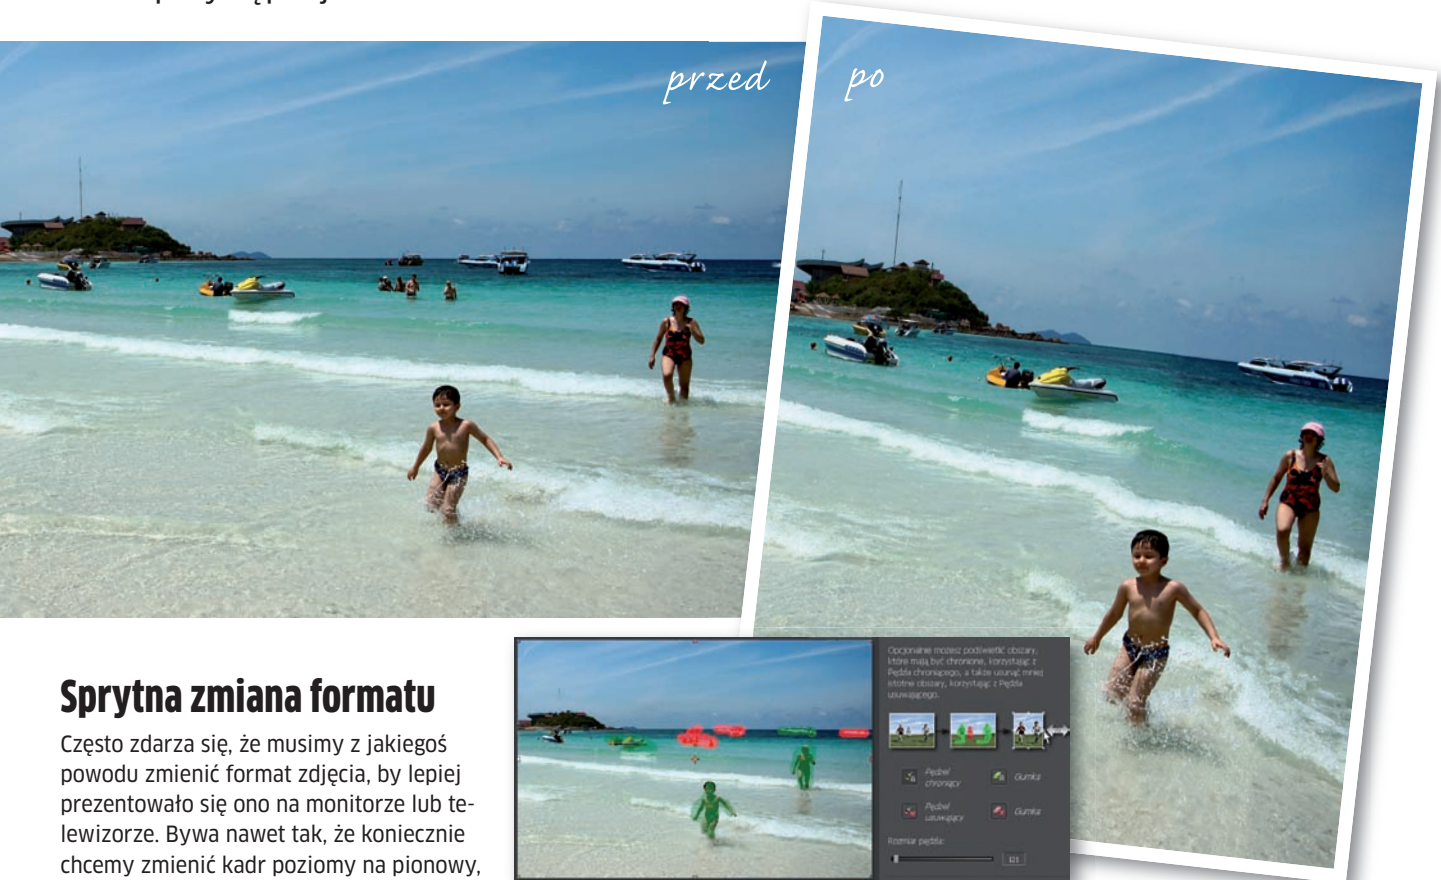 przed
po
Sprytna zmiana formatu
Często zdarza się, że musimy z jakiegoś
powodu zmienić format zdjęcia, by lepiej
prezentowało się ono na monitorze lub te-
lewizorze. Bywa nawet tak, że koniecznie
chcemy zmienić kadr poziomy na pionowy,
Opcjonalnie możesz podświetlić obszary,
które mają być chronione, korzystając z
Pędzla chroniącego, a także usunąć mniej
istotne obszary, korzystając z Pędzla
usuwającego.
Pędzel
chroniący
Gumka
Pędzel
usuwający
Gumka
Rozmiar pędzla:
121